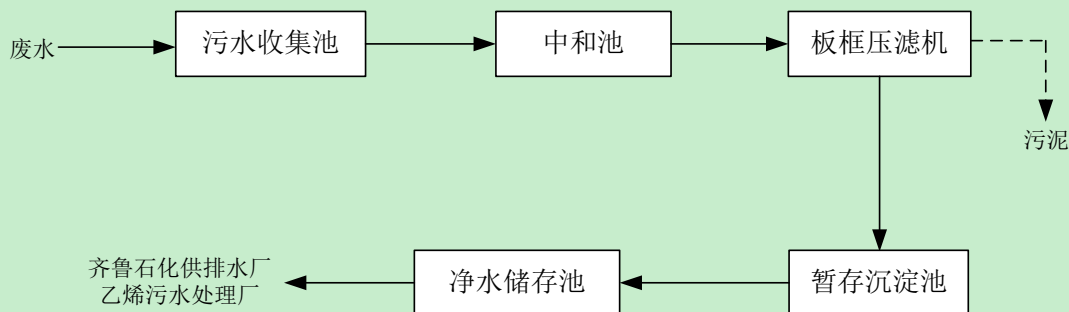 废水
污水收集池
中和池
板框压滤机
污泥
暂存沉淀池
净水储存池
齐鲁石化供排水厂
乙烯污水处理厂